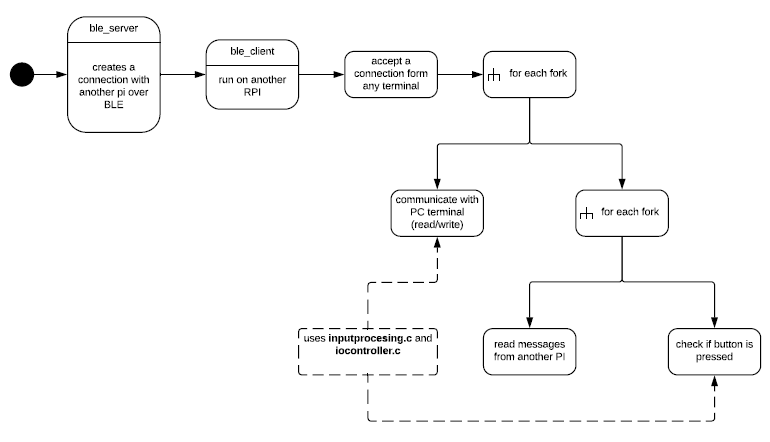 ble_server
creates a
connection with
another pi over
BLE
ble_client
run on another
RPI
accept a
connection form
any terminal
for each fork
communicate with
PC terminal
(read/write)
for each fork
uses inputprocesing.c and
iocontroller.c
read messages
from another PI
check if button is
pressed